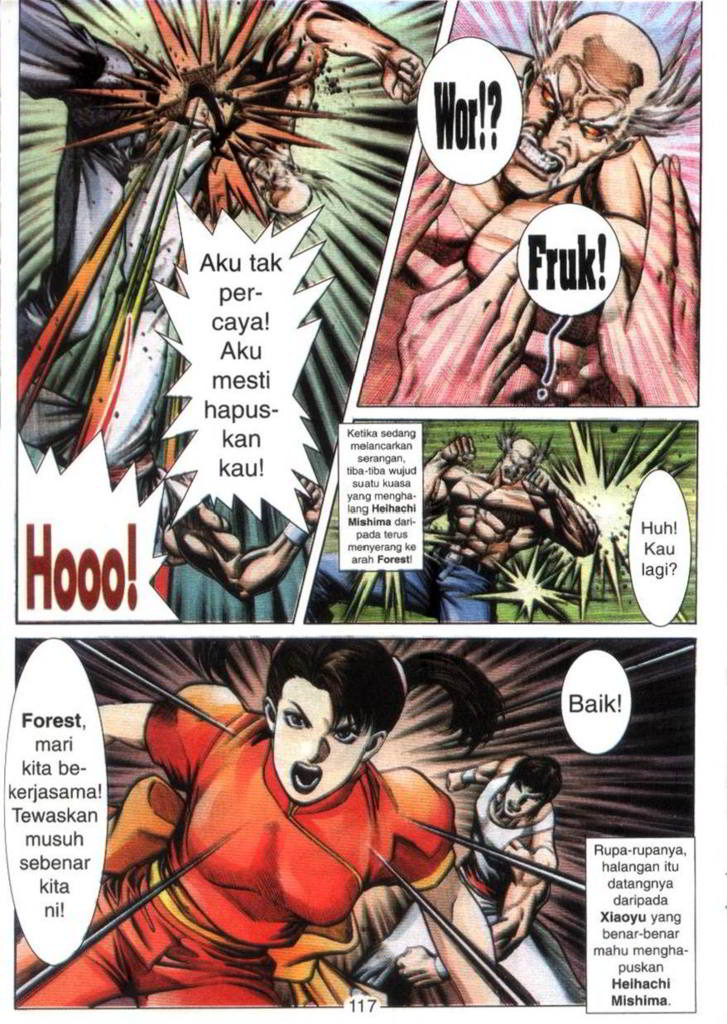 Aku tak
per-
caya!
Aku
mesti
hapus-
kan
kau!
Hooo!
Wor!?
Fruk!
Ketika sedang
melancarkan
serangan,
tiba-tiba wujud
suatu kuasa
yang mengha-
lang Heihachi
Mishima dari-
pada terus
menyerang ke
arah Forest!
Huh!
Kau
lagi?
Forest,
mari
kita be-
kerjasama!
Tewaskan
musuh
sebenar
kita
ni!
Baik!
Rupa-rupanya,
halangan itu
datangnya
daripada
Xiaoyu yang
benar-benar
mahu mengha-
puskan
Heihachi
Mishima.
117